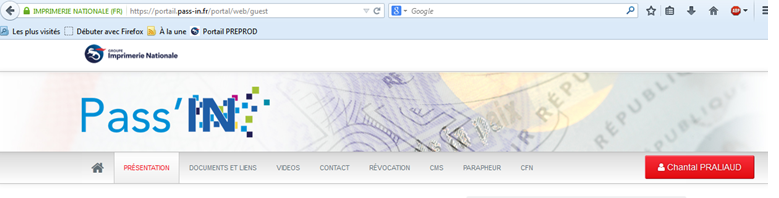 IMPRIMERIE NATIONALE (FR) https://portail.pass-in.fr/portal/web/guest Google
Les plus visités Débuter avec Firefox À la une Portail PREPROD
GROUPE
Imprimerie Nationale
Pass'IN
RÉPUBLIQUE
RÉPUBLIQUE
PRÉSENTATION DOCUMENTS ET LIENS VIDEOS CONTACT RÉVOCATION CMS PARAPHEUR CFN Chantal PRALIAUD